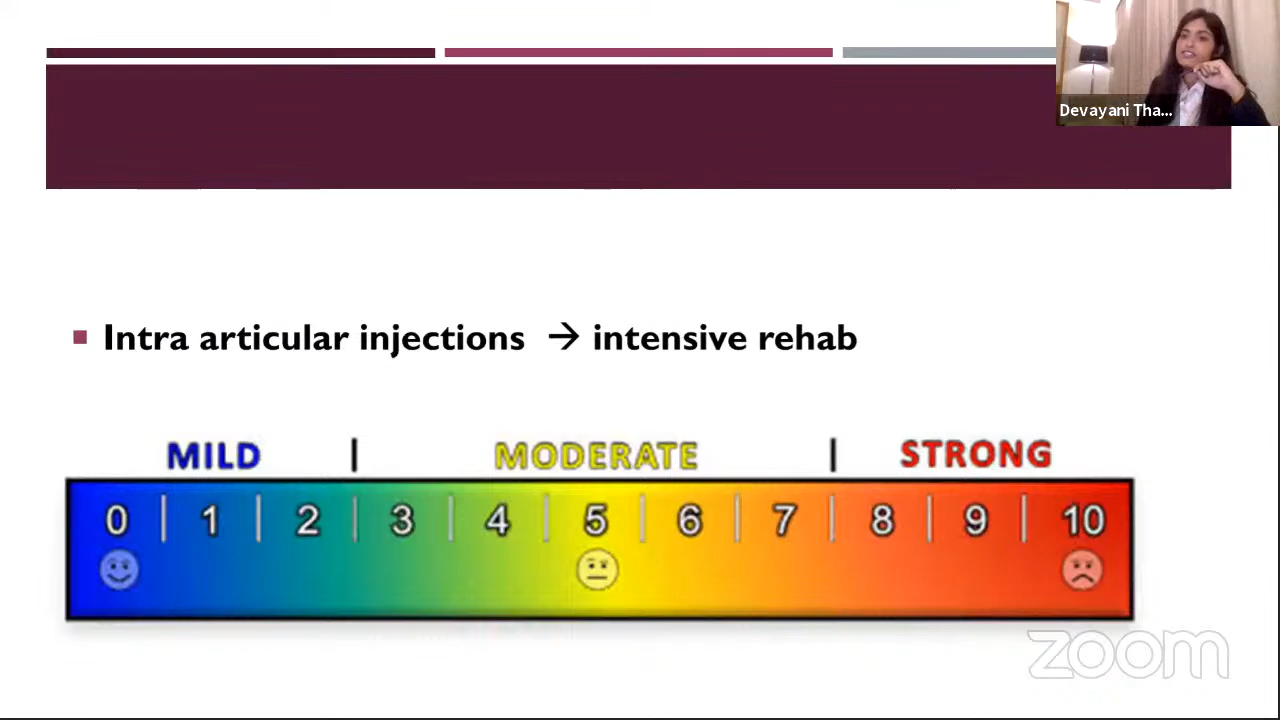 Devayani Tha...
Intra articular injections → intensive rehab
MILD | MODERATE | STRONG
0 | 1 | 2 | 3 | 4 | 5 | 6 | 7 | 8 | 9 | 10
zoom